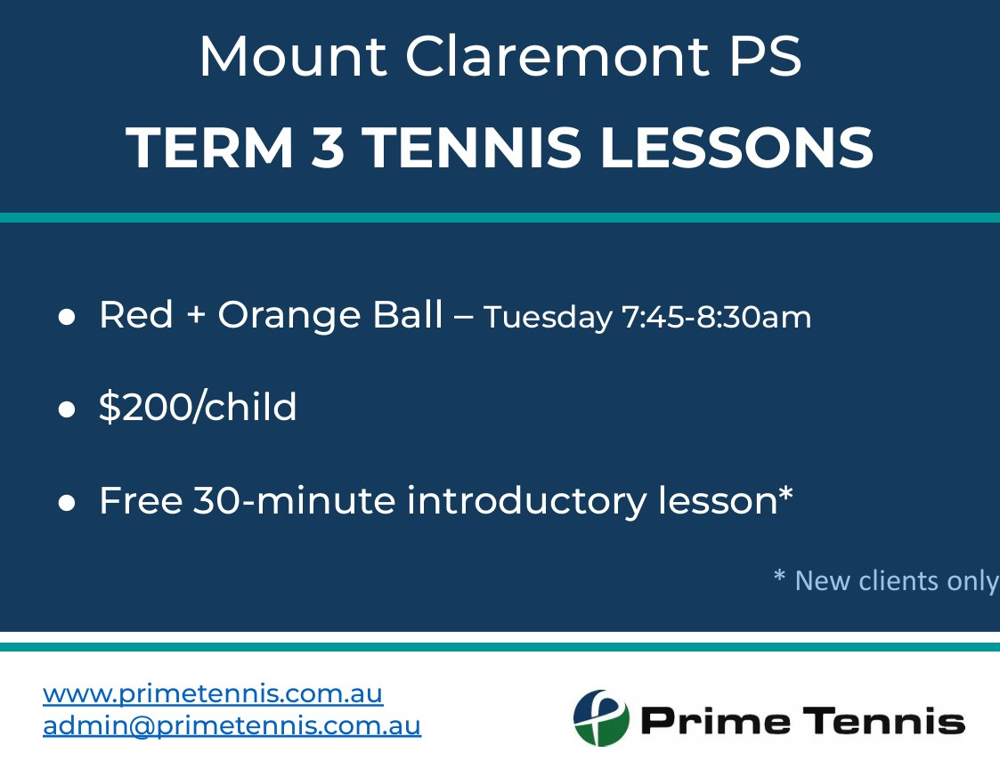 Mount Claremont PS
TERM 3 TENNIS LESSONS
● Red + Orange Ball – Tuesday 7:45-8:30am
● $200/child
● Free 30-minute introductory lesson*
* New clients only
www.primetennis.com.au
admin@primetennis.com.au
Prime Tennis